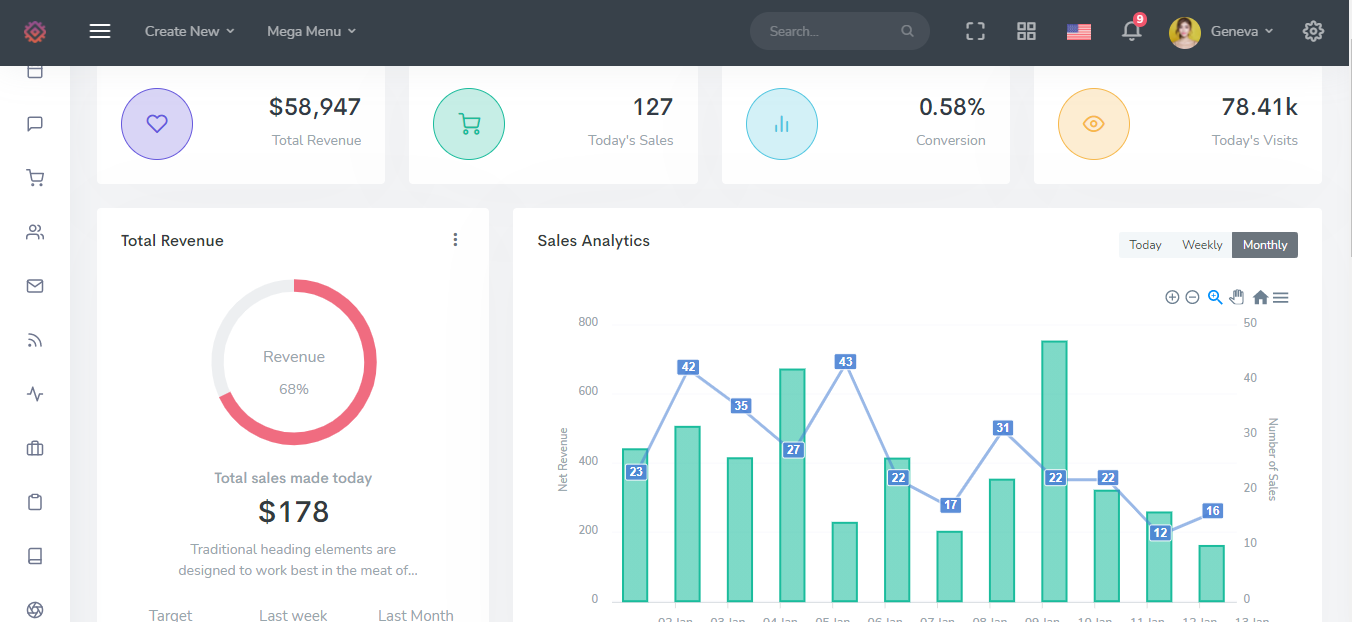 Create New
Mega Menu
Search...
9
Geneva
$58,947
Total Revenue
127
Today's Sales
0.58%
Conversion
78.41k
Today's Visits
Total Revenue
Revenue
68%
Total sales made today
$178
Traditional heading elements are
designed to work best in the meat of...
Target Last week Last Month
Sales Analytics
Today Weekly Monthly
800
600
400
200
0
Net Revenue
50
40
30
20
10
0
Number of Sales
23
42
35
27
43
22
17
31
22
22
12
16
02 Jan 03 Jan 04 Jan 05 Jan 06 Jan 07 Jan 08 Jan 09 Jan 10 Jan 11 Jan 12 Jan 13 Jan